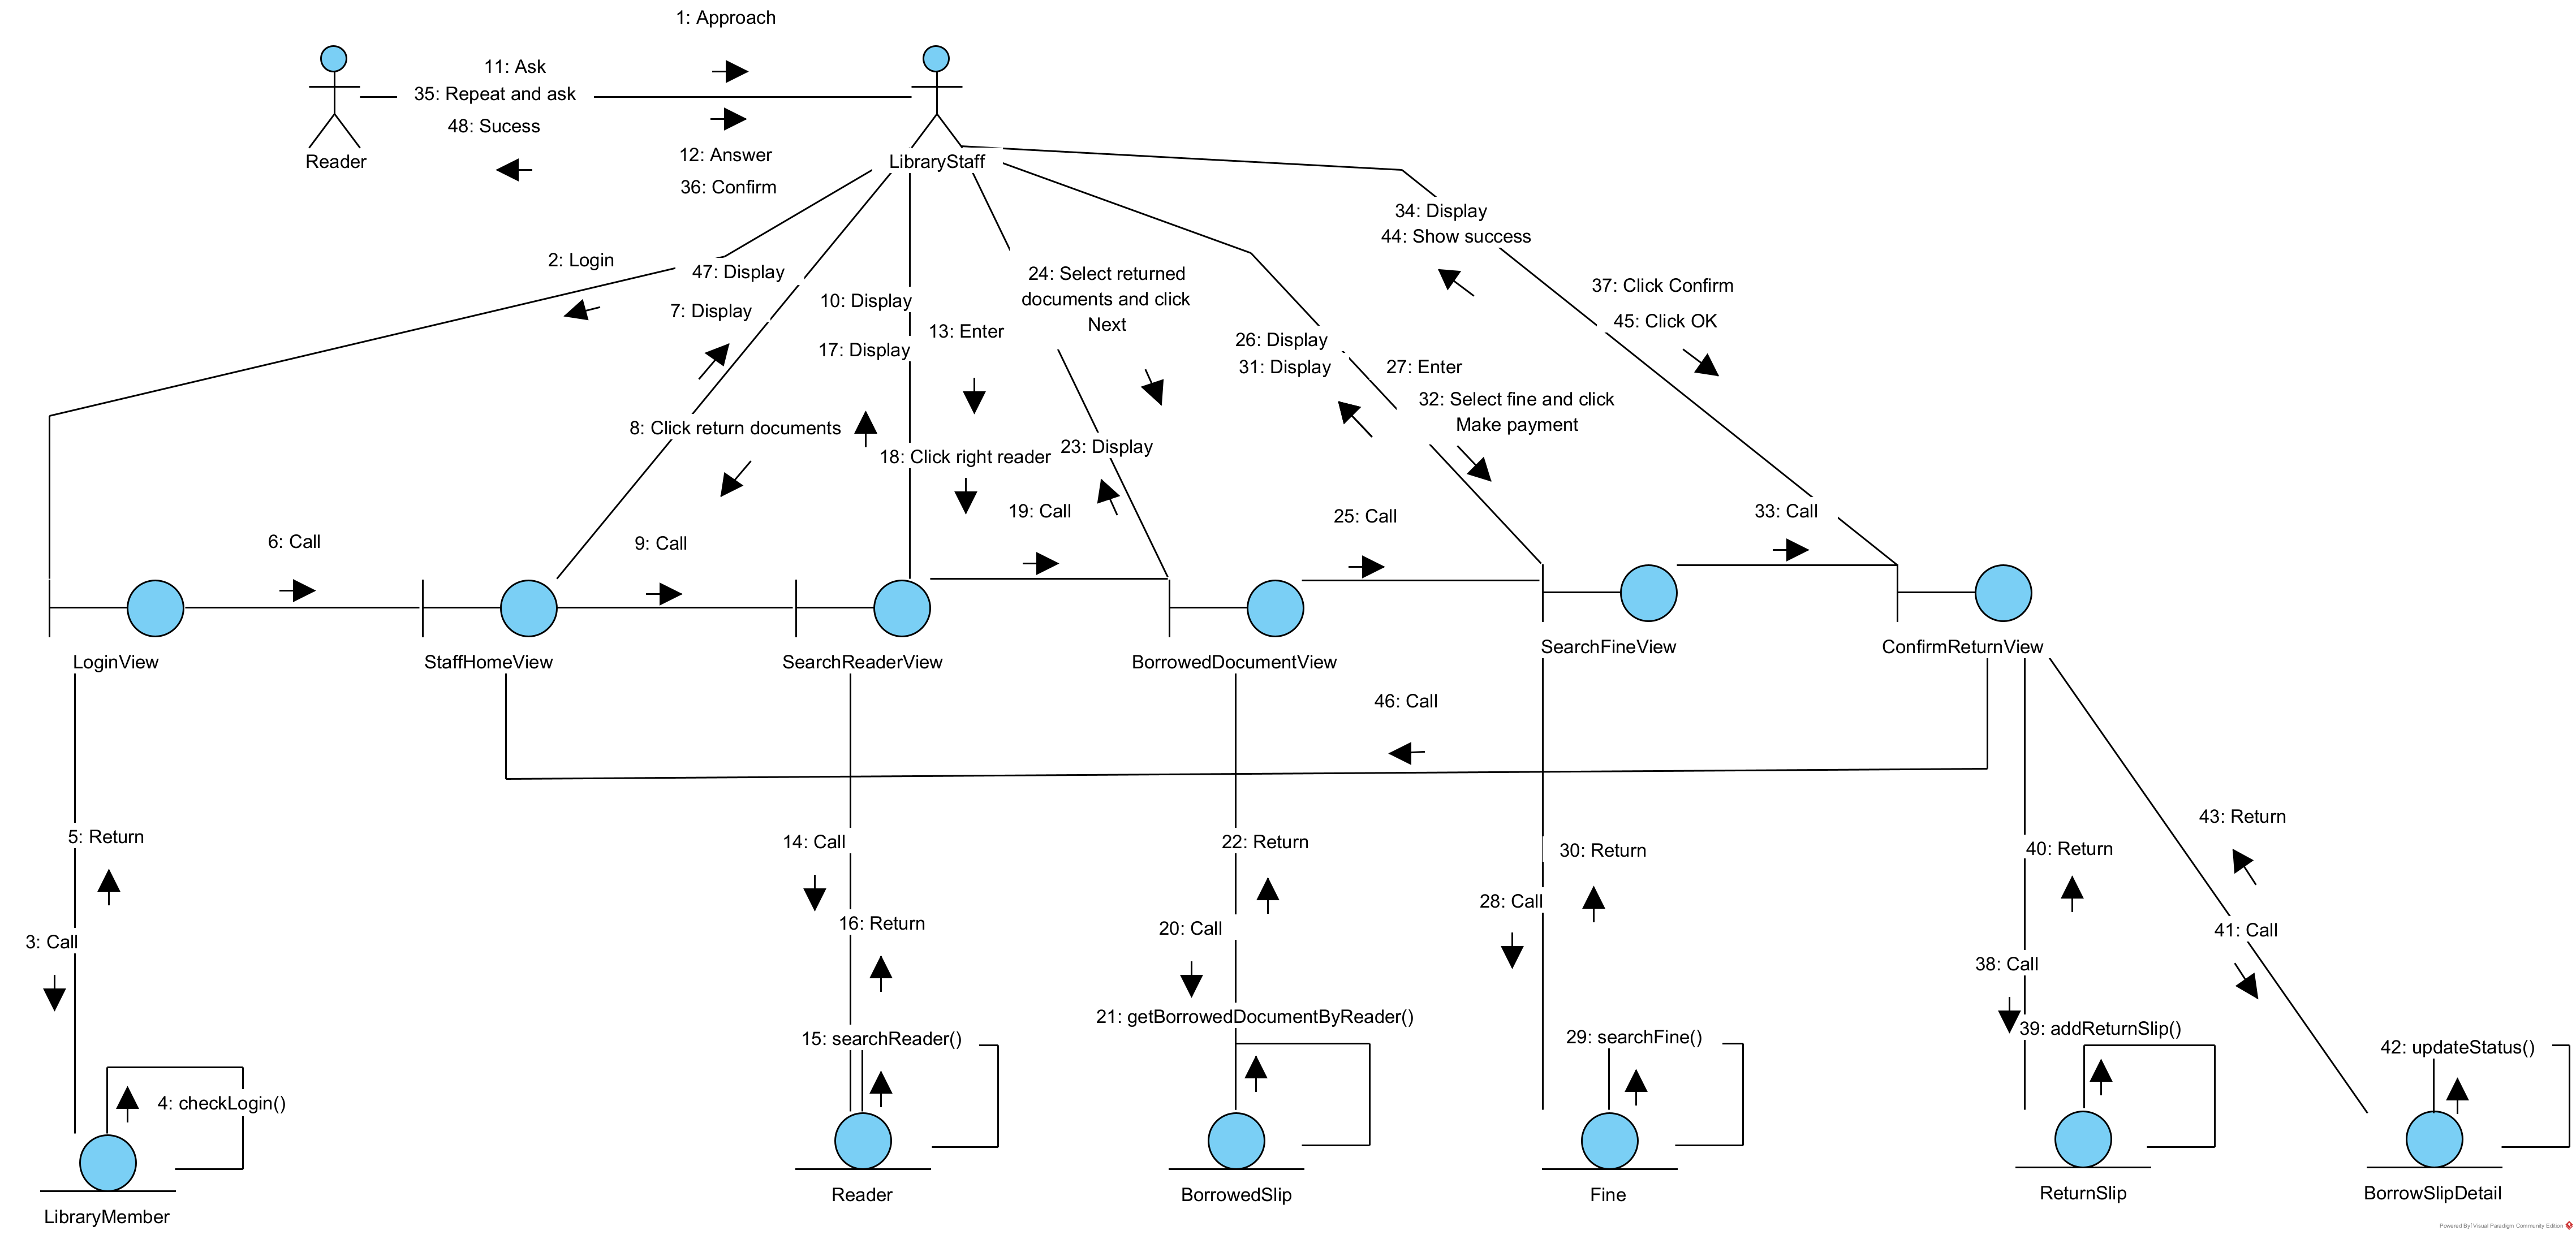 1: Approach
11: Ask
35: Repeat and ask
48: Sucess
12: Answer
36: Confirm
Reader
LibraryStaff
34: Display
44: Show success
2: Login
47: Display
7: Display
10: Display
17: Display
13: Enter
24: Select returned
documents and click
Next
26: Display
31: Display
27: Enter
32: Select fine and click
Make payment
37: Click Confirm
45: Click OK
8: Click return documents
18: Click right reader
23: Display
6: Call
9: Call
19: Call
25: Call
33: Call
LoginView
StaffHomeView
SearchReaderView
BorrowedDocumentView
SearchFineView
ConfirmReturnView
46: Call
5: Return
14: Call
22: Return
30: Return
40: Return
43: Return
3: Call
16: Return
20: Call
28: Call
38: Call
41: Call
4: checkLogin()
15: searchReader()
21: getBorrowedDocumentByReader()
29: searchFine()
39: addReturnSlip()
42: updateStatus()
LibraryMember
Reader
BorrowedSlip
Fine
ReturnSlip
BorrowSlipDetail
Powered By Visual Paradigm Community Edition